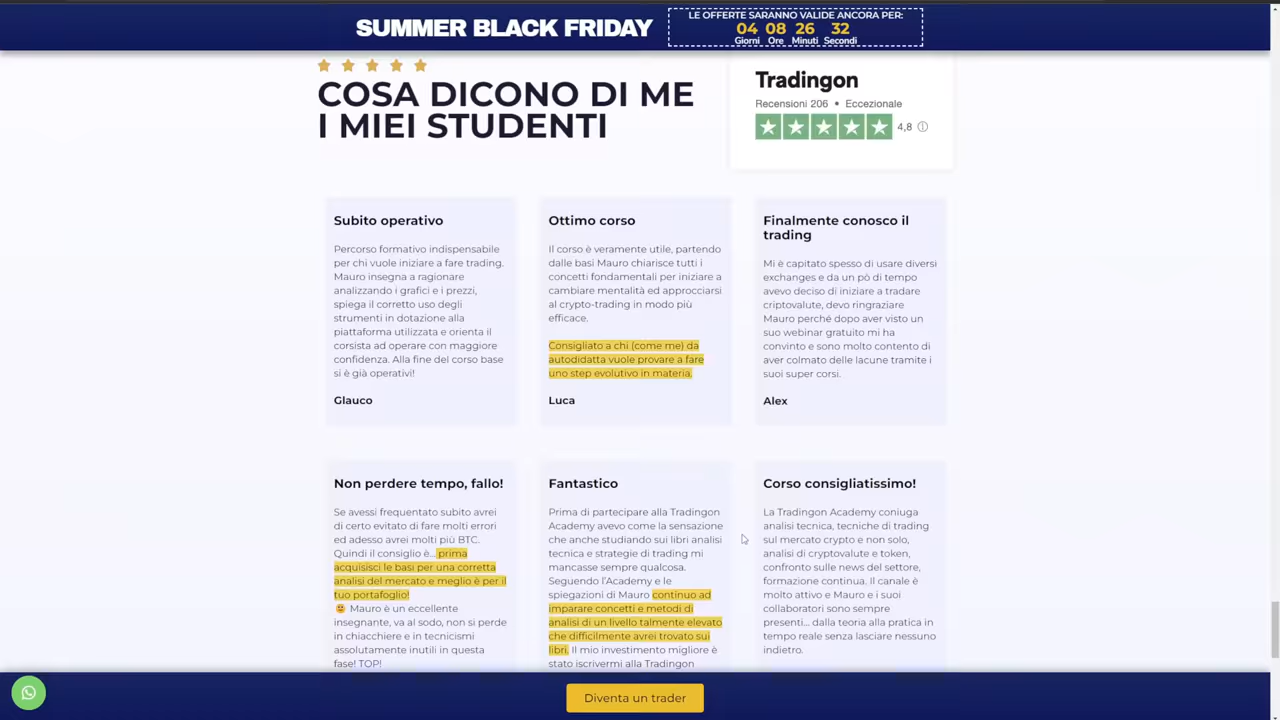 SUMMER BLACK FRIDAY
LE OFFERTE SARANNO VALIDE ANCORA PER:
04 08 26 32
Giorni Ore Minuti Secondi
COSA DICONO DI ME
I MIEI STUDENTI
Tradingon
Recensioni 206 • Eccezionale
4,8
Subito operativo
Percorso formativo indispensabile
per chi vuole iniziare a fare trading.
Mauro insegna a ragionare
analizzando i grafici e i prezzi,
spiega il corretto uso degli
strumenti in dotazione alla
piattaforma utilizzata e orienta il
corsista ad operare con maggiore
confidenza. Alla fine del corso base
si è già operativi!
Glauco
Ottimo corso
Il corso è veramente utile, partendo
dalle basi Mauro chiarisce tutti i
concetti fondamentali per iniziare a
cambiare mentalità ed approcciarsi
al crypto-trading in modo più
efficace.
Consigliato a chi (come me) da
autodidatta vuole provare a fare
uno step evolutivo in materia.
Luca
Finalmente conosco il
trading
Mi è capitato spesso di usare diversi
exchanges e da un pò di tempo
avevo deciso di iniziare a tradare
criptovalute, devo ringraziare
Mauro perché dopo aver visto un
suo webinar gratuito mi ha
convinto e sono molto contento di
aver colmato delle lacune tramite i
suoi super corsi.
Alex
Non perdere tempo, fallo!
Se avessi frequentato subito avrei
di certo evitato di fare molti errori
ed adesso avrei molti più BTC.
Quindi il consiglio è... prima
acquisisci le basi per una corretta
analisi del mercato e meglio è per il
tuo portafoglio!
Mauro è un eccellente
insegnante, va al sodo, non si perde
in chiacchiere e in tecnicismi
assolutamente inutili in questa
fase! TOP!
Fantastico
Prima di partecipare alla Tradingon
Academy avevo come la sensazione
che anche studiando sui libri analisi
tecnica e strategie di trading mi
mancasse sempre qualcosa.
Seguendo l'Academy e le
spiegazioni di Mauro continuo ad
imparare concetti e metodi di
analisi di un livello talmente elevato
che difficilmente avrei trovato sui
libri. Il mio investimento migliore è
stato iscrivermi alla Tradingon
Corso consigliatissimo!
La Tradingon Academy coniuga
analisi tecnica, tecniche di trading
sul mercato crypto e non solo,
analisi di cryptovalute e token,
confronto sulle news del settore,
formazione continua. Il canale è
molto attivo e Mauro e i suoi
collaboratori sono sempre
presenti... dalla teoria alla pratica in
tempo reale senza lasciare nessuno
indietro.
Diventa un trader